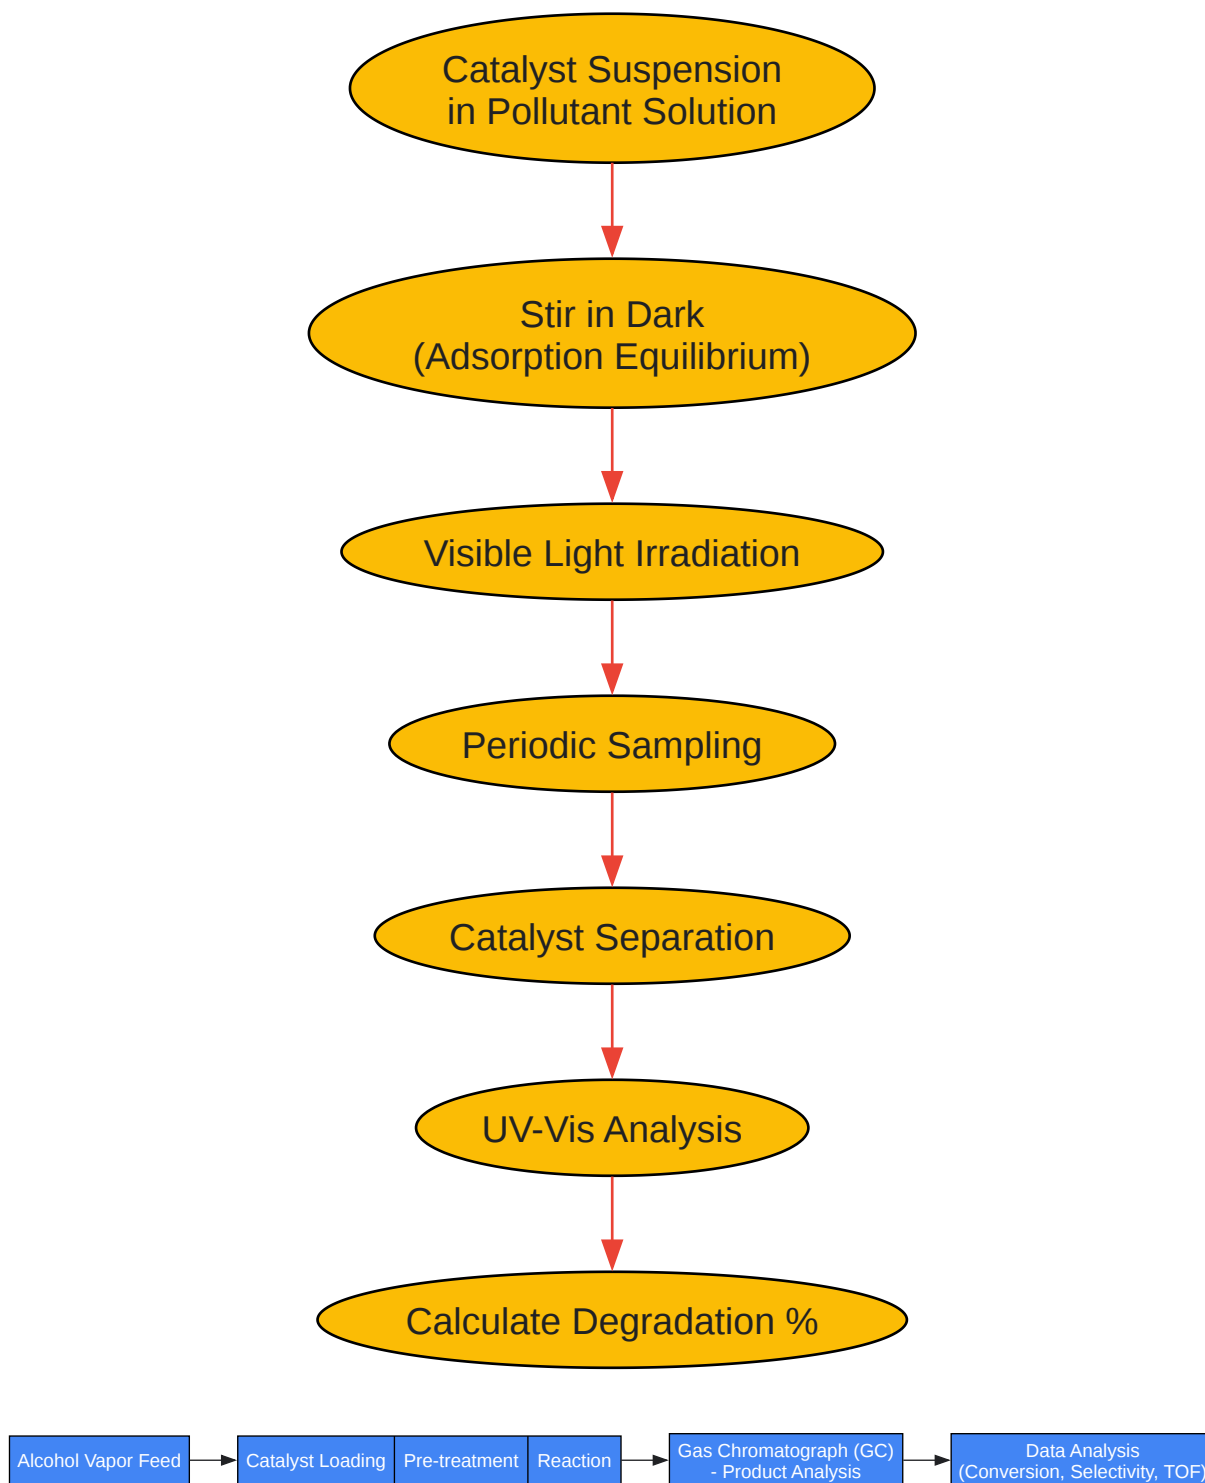 Catalyst Suspension
in Pollutant Solution
Stir in Dark
(Adsorption Equilibrium)
Visible Light Irradiation
Periodic Sampling
Catalyst Separation
UV-Vis Analysis
Calculate Degradation %
Alcohol Vapor Feed
Catalyst Loading
Pre-treatment
Reaction
Gas Chromatograph (GC)
- Product Analysis
Data Analysis
(Conversion, Selectivity, TOF)